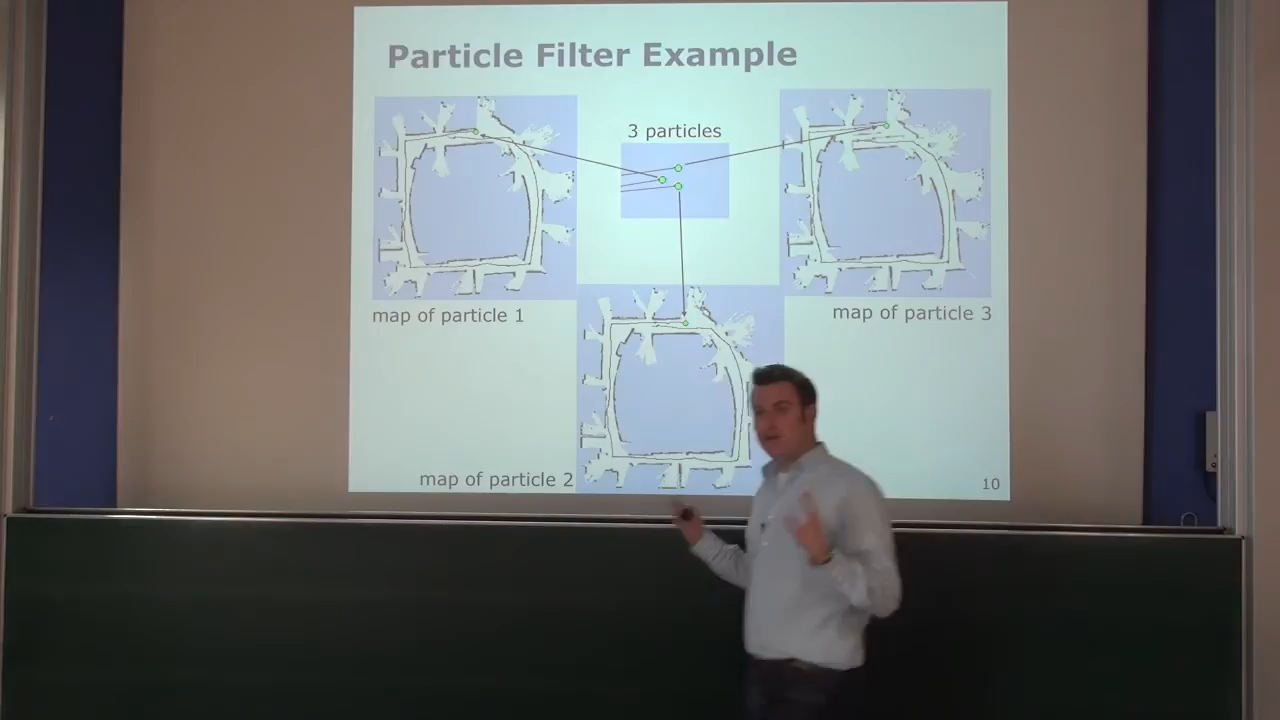 Particle Filter Example
3 particles
map of particle 1
map of particle 3
map of particle 2
10